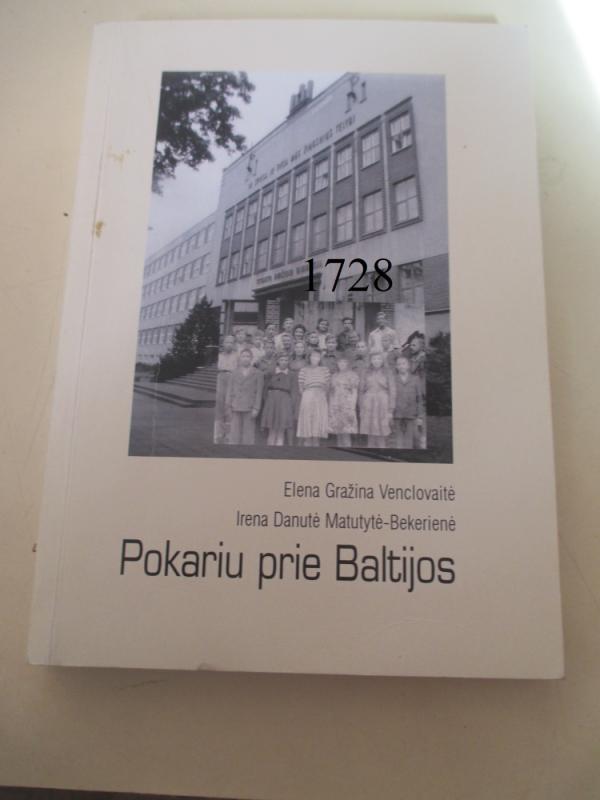 1728
Elena Gražina Venclovaitė
Irena Danutė Matutytė-Bekerienė
Pokariu prie Baltijos